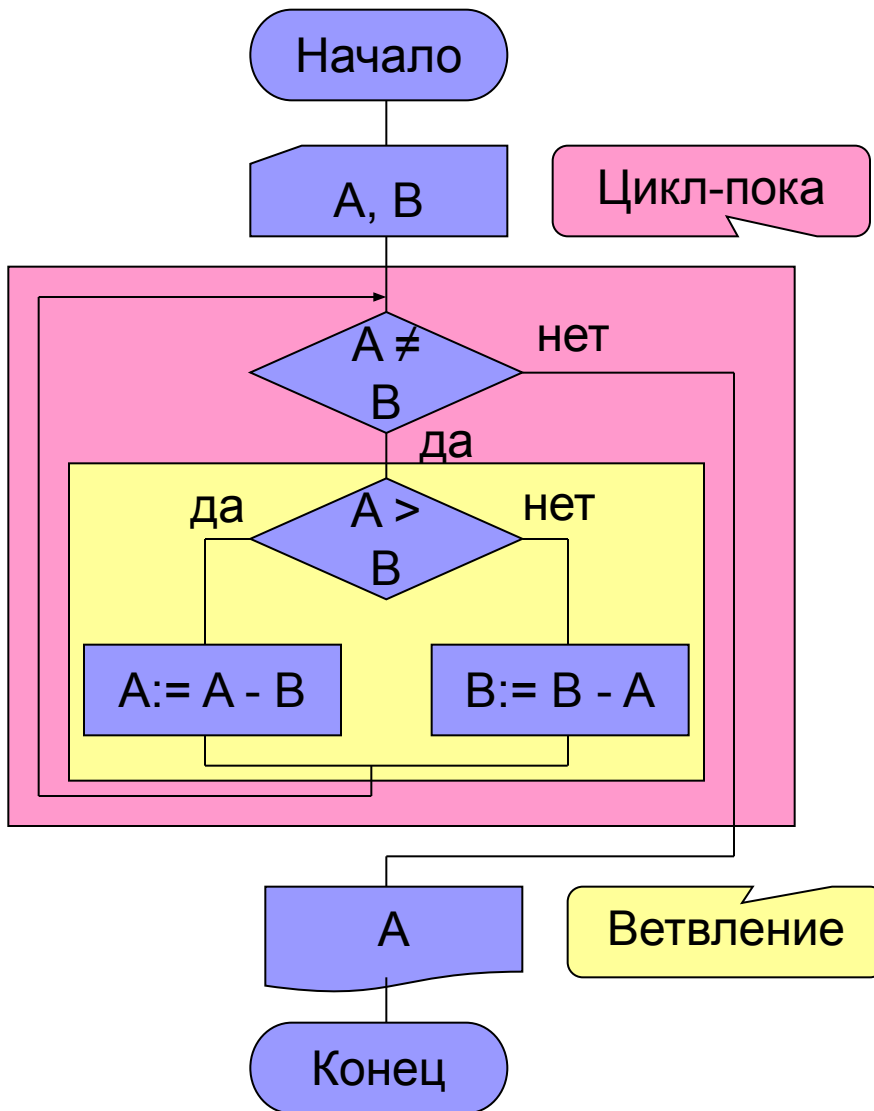 Начало
А, В
Цикл-пока
А ≠
В
нет
да
да
А >
В
нет
А:= А - В
В:= В - А
А
Ветвление
Конец